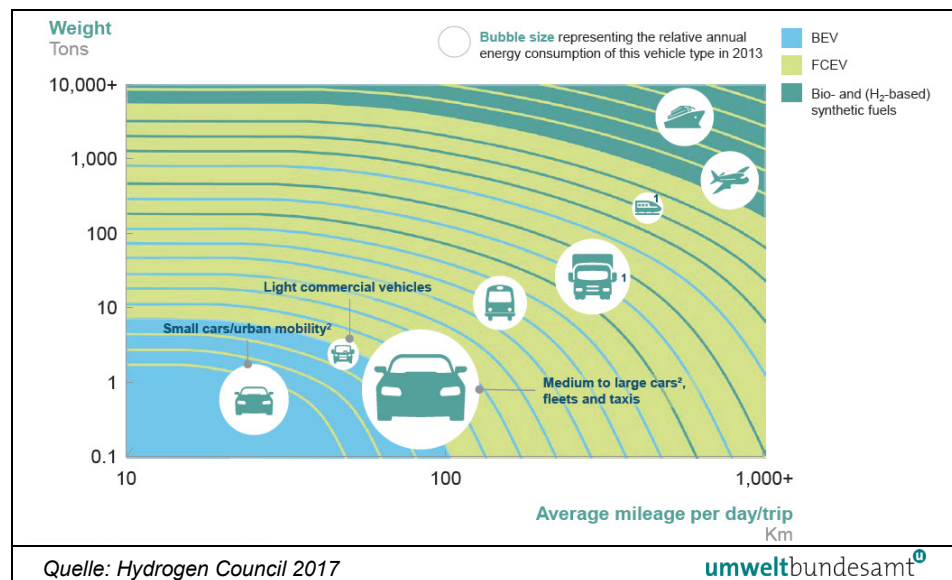 Weight
Tons
Bubble size representing the relative annual
energy consumption of this vehicle type in 2013
BEV
FCEV
Bio- and (H₂-based)
synthetic fuels
10,000+
1,000
100
10
1
0.1
1
1
Light commercial vehicles
Small cars/urban mobility²
Medium to large cars²,
fleets and taxis
10
100
1,000+
Average mileage per day/trip
Km
Quelle: Hydrogen Council 2017
umweltbundesamt ᵘ